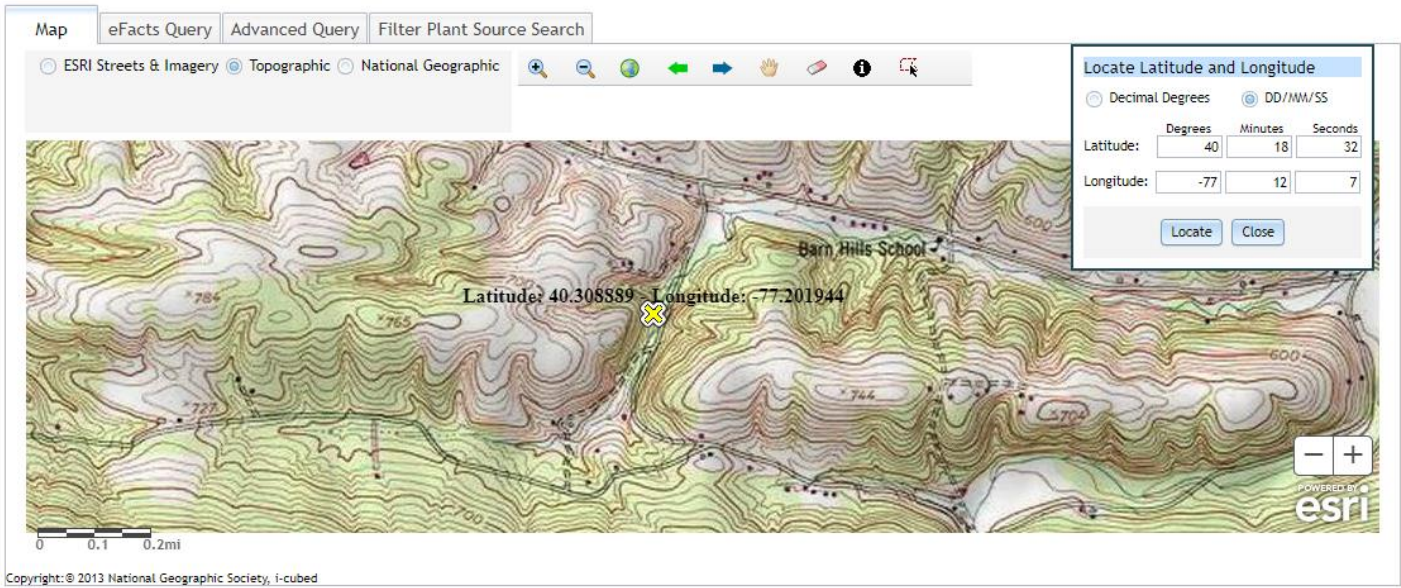 Map eFacts Query Advanced Query Filter Plant Source Search
ESRI Streets & Imagery Topographic National Geographic
Locate Latitude and Longitude
Decimal Degrees DD/MM/SS
Degrees Minutes Seconds
Latitude: 40 18 32
Longitude: -77 12 7
Locate Close
600
Barn Hills School
784
Latitude: 40.308889 - Longitude: -77.201944
600
744
727
704
POWERED BY
esri
0 0.1 0.2mi
Copyright:© 2013 National Geographic Society, i-cubed